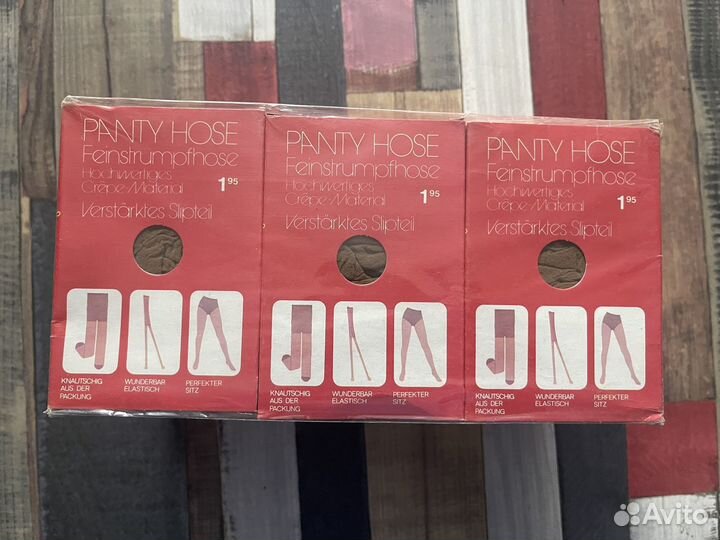 PANTY HOSE
Feinstrumpfhose
Hochwertiges
Crêpe-Material 1 95
Verstärktes Slipteil
KNAUTSCHIG
AUS DER
PACKUNG
WUNDERBAR
ELASTISCH
PERFEKTER
SITZ
PANTY HOSE
Feinstrumpfhose
Hochwertiges
Crêpe-Material 1 95
Verstärktes Slipteil
KNAUTSCHIG
AUS DER
PACKUNG
WUNDERBAR
ELASTISCH
PERFEKTER
SITZ
PANTY HOSE
Feinstrumpfhose
Hochwertiges
Crêpe-Material 1 95
Verstärktes Slipteil
KNAUTSCHIG
AUS DER
PACKUNG
WUNDERBAR
ELASTISCH
PERFEKTER
SITZ
Avito